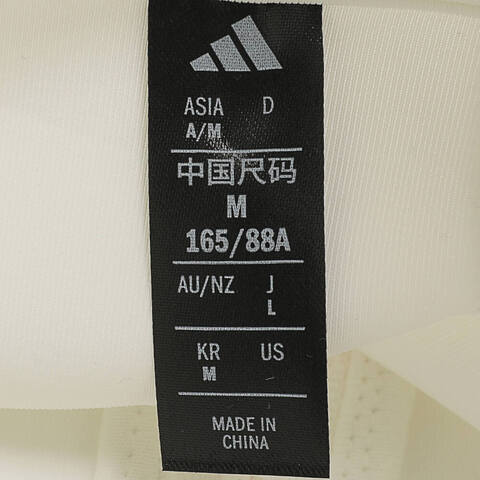 ASIA D
A/M
中国尺码
M
165/88A
AU/NZ J
L
KR US
M
MADE IN
CHINA